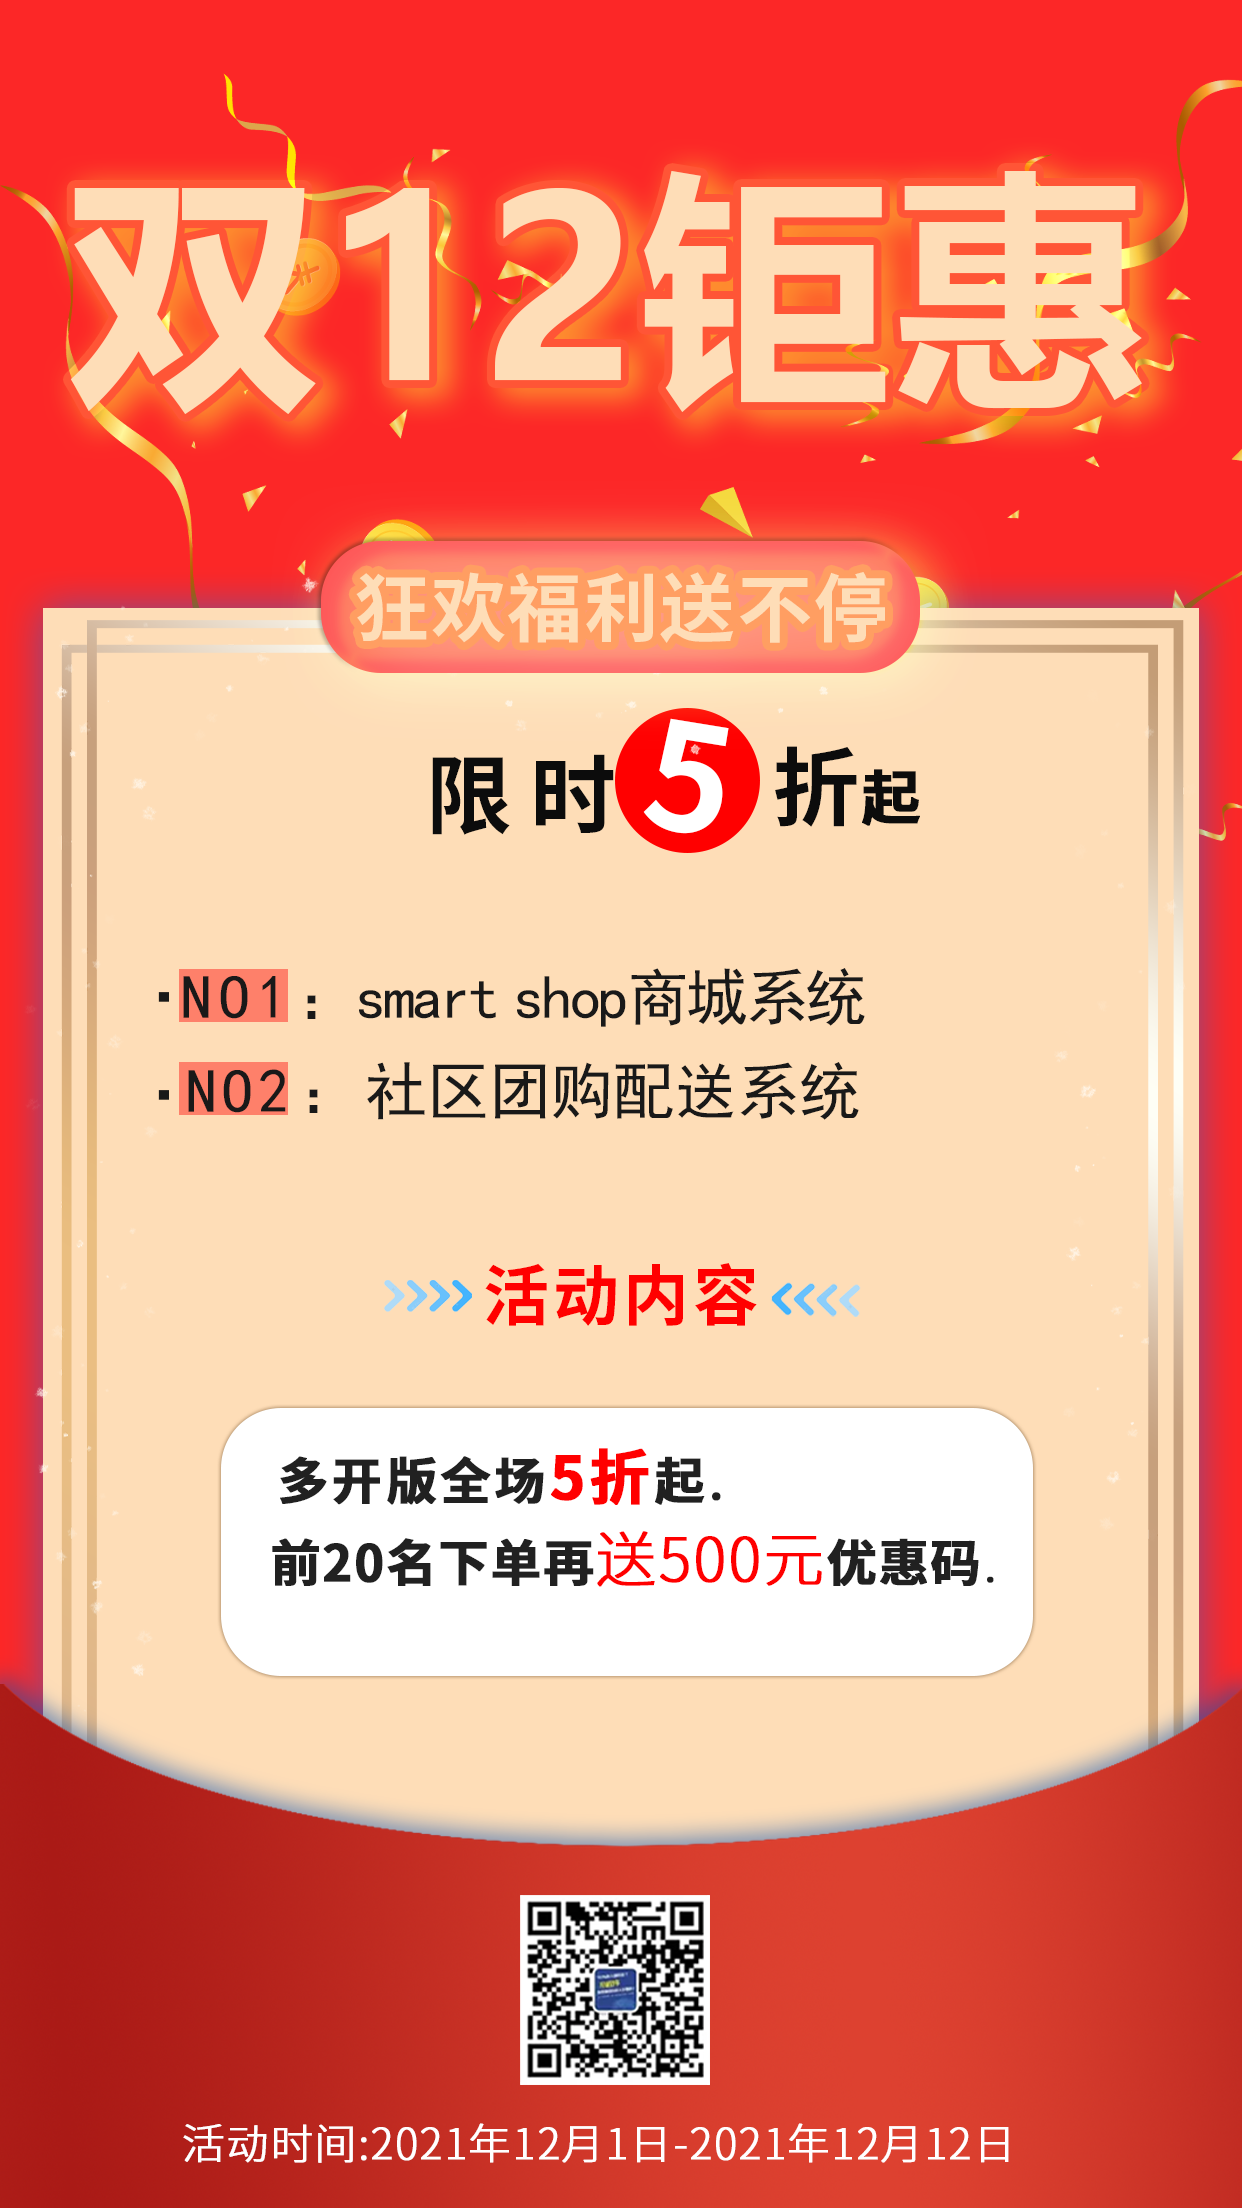 双12钜惠
狂欢福利送不停
限时5折起
·NO1：smart shop商城系统
·NO2：社区团购配送系统
活动内容
多开版全场5折起.
前20名下单再送500元优惠码.
活动时间:2021年12月1日-2021年12月12日